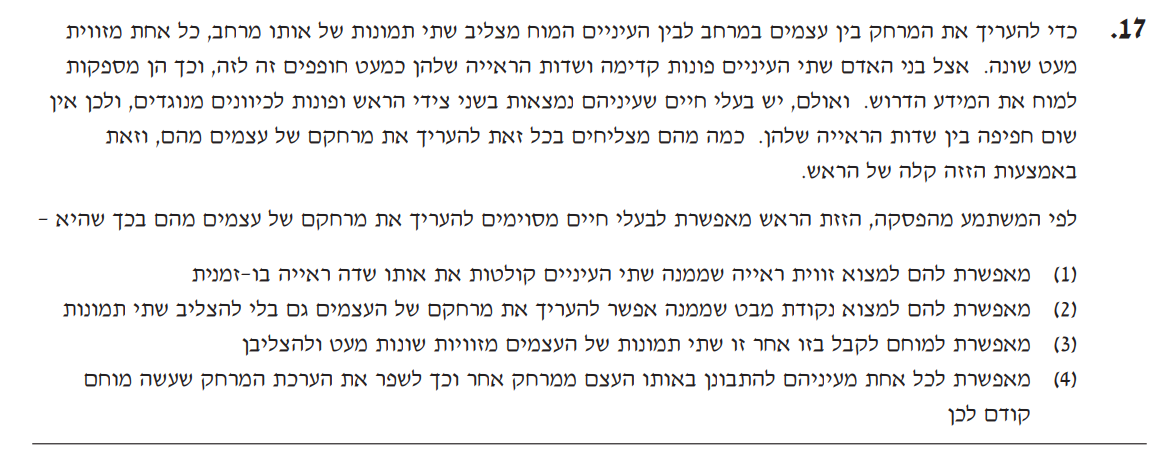 17. כדי להעריך את המרחק בין עצמים במרחב לבין העיניים המוח מצליב שתי תמונות של אותו מרחב, כל אחת מזווית
מעט שונה. אצל בני האדם שתי העיניים פונות קדימה ושדות הראייה שלהן כמעט חופפים זה לזה, וכך הן מספקות
למוח את המידע הדרוש. ואולם, יש בעלי חיים שעיניהם נמצאות בשני צידי הראש ופונות לכיוונים מנוגדים, ולכן אין
שום חפיפה בין שדות הראייה שלהן. כמה מהם מצליחים בכל זאת להעריך את מרחקם של עצמים מהם, וזאת
באמצעות הזזה קלה של הראש.
לפי המשתמע מהפסקה, הזזת הראש מאפשרת לבעלי חיים מסוימים להעריך את מרחקם של עצמים מהם בכך שהיא -
(1) מאפשרת להם למצוא זווית ראייה שממנה שתי העיניים קולטות את אותו שדה ראייה בו-זמנית
(2) מאפשרת להם למצוא נקודת מבט שממנה אפשר להעריך את מרחקם של העצמים גם בלי להצליב שתי תמונות
(3) מאפשרת למוחם לקבל בזו אחר זו שתי תמונות של העצמים מזוויות שונות מעט ולהצליבן
(4) מאפשרת לכל אחת מעיניהם להתבונן באותו העצם ממרחק אחר וכך לשפר את הערכת המרחק שעשה מוחם
קודם לכן